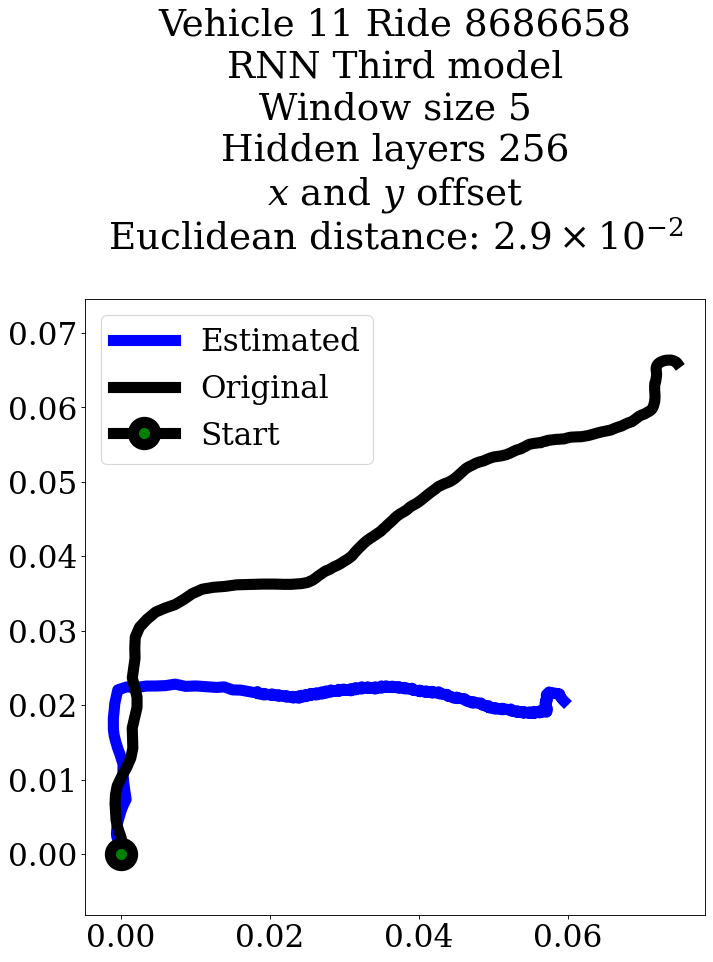 Vehicle 11 Ride 8686658
RNN Third model
Window size 5
Hidden layers 256
x and y offset
Euclidean distance: 2.9 × 10⁻²
Estimated
Original
Start
0.07
0.06
0.05
0.04
0.03
0.02
0.01
0.00
0.00 0.02 0.04 0.06